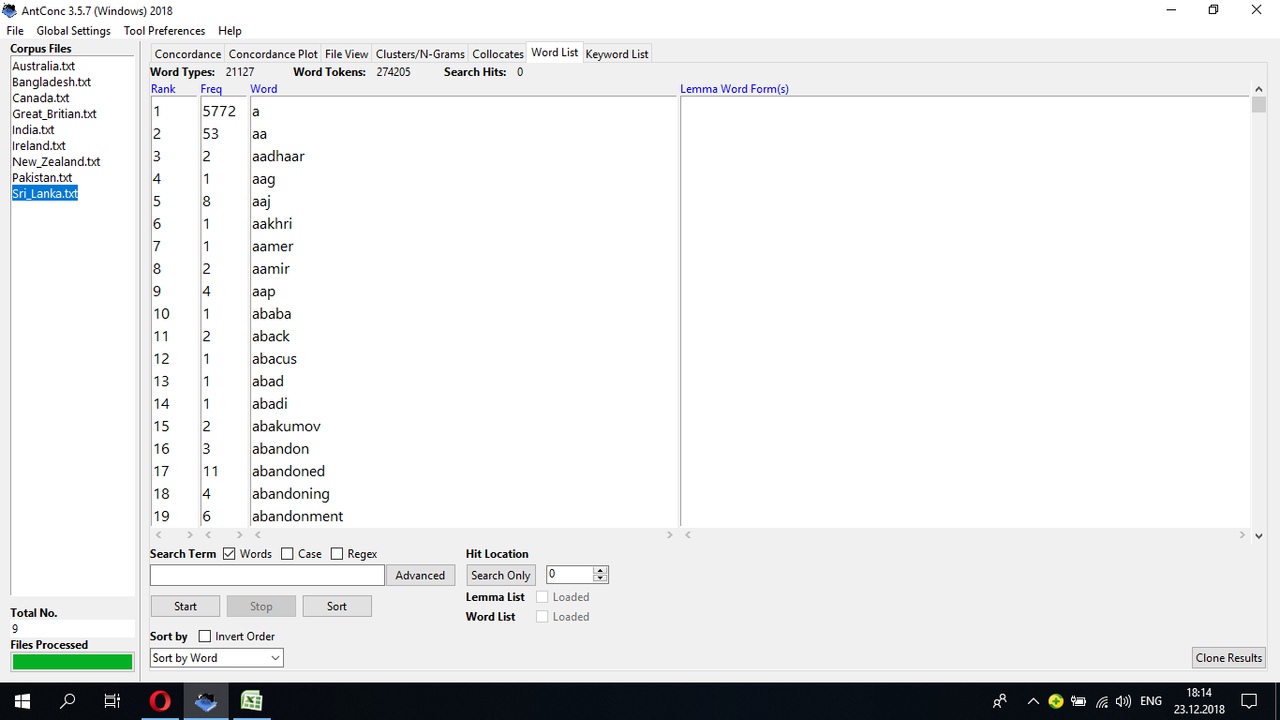 AntConc 3.5.7 (Windows) 2018
File Global Settings Tool Preferences Help
Corpus Files
Australia.txt
Bangladesh.txt
Canada.txt
Great_Britian.txt
India.txt
Ireland.txt
New_Zealand.txt
Pakistan.txt
Sri_Lanka.txt
Total No.
9
Files Processed
Concordance Concordance Plot File View Clusters/N-Grams Collocates Word List Keyword List
Word Types: 21127 Word Tokens: 274205 Search Hits: 0
Rank Freq Word Lemma Word Form(s)
1 5772 a
2 53 aa
3 2 aadhaar
4 1 aag
5 8 aaj
6 1 aakhri
7 1 aamer
8 2 aamir
9 4 aap
10 1 ababa
11 2 aback
12 1 abacus
13 1 abad
14 1 abadi
15 2 abakumov
16 3 abandon
17 11 abandoned
18 4 abandoning
19 6 abandonment
Search Term Words Case Regex Hit Location
Advanced Search Only 0
Lemma List Loaded
Start Stop Sort
Word List Loaded
Sort by Invert Order
Sort by Word Clone Results
ENG 18:14
23.12.2018